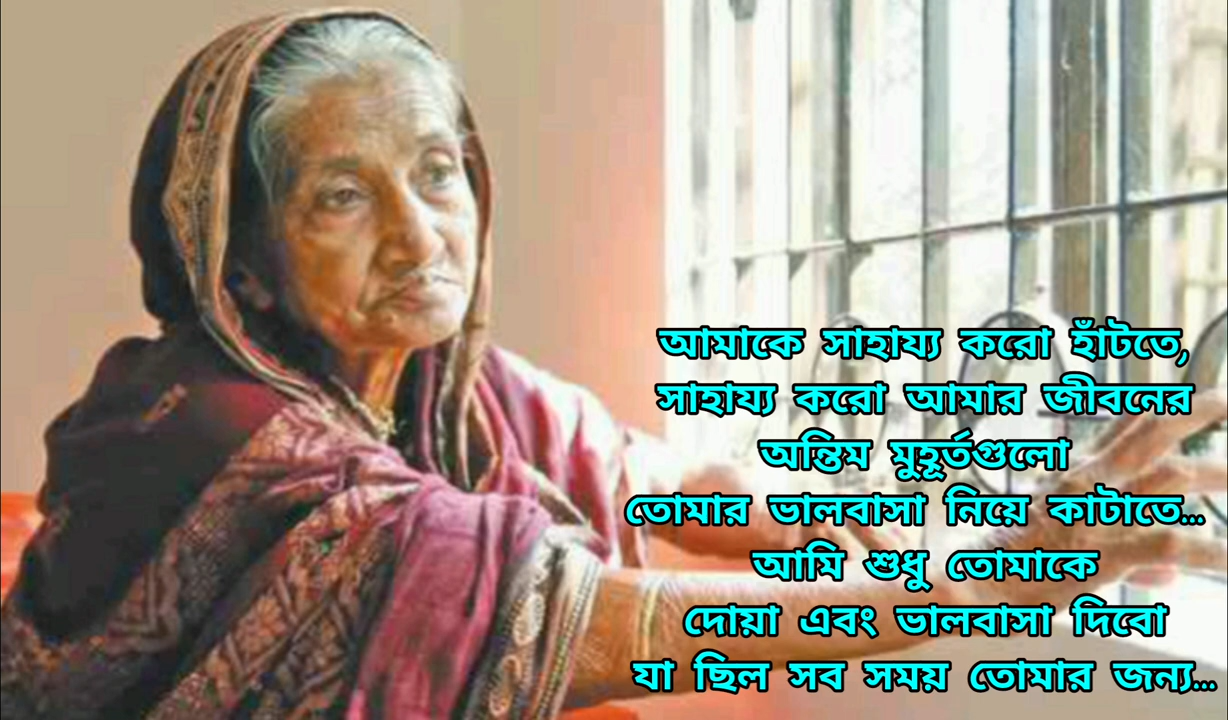 আমাকে সাহায্য করো হাঁটতে,
সাহায্য করো আমার জীবনের
অন্তিম মুহূর্তগুলো
তোমার ভালবাসা নিয়ে কাটাতে...
আমি শুধু তোমাকে
দোয়া এবং ভালবাসা দিবো
যা ছিল সব সময় তোমার জন্য...